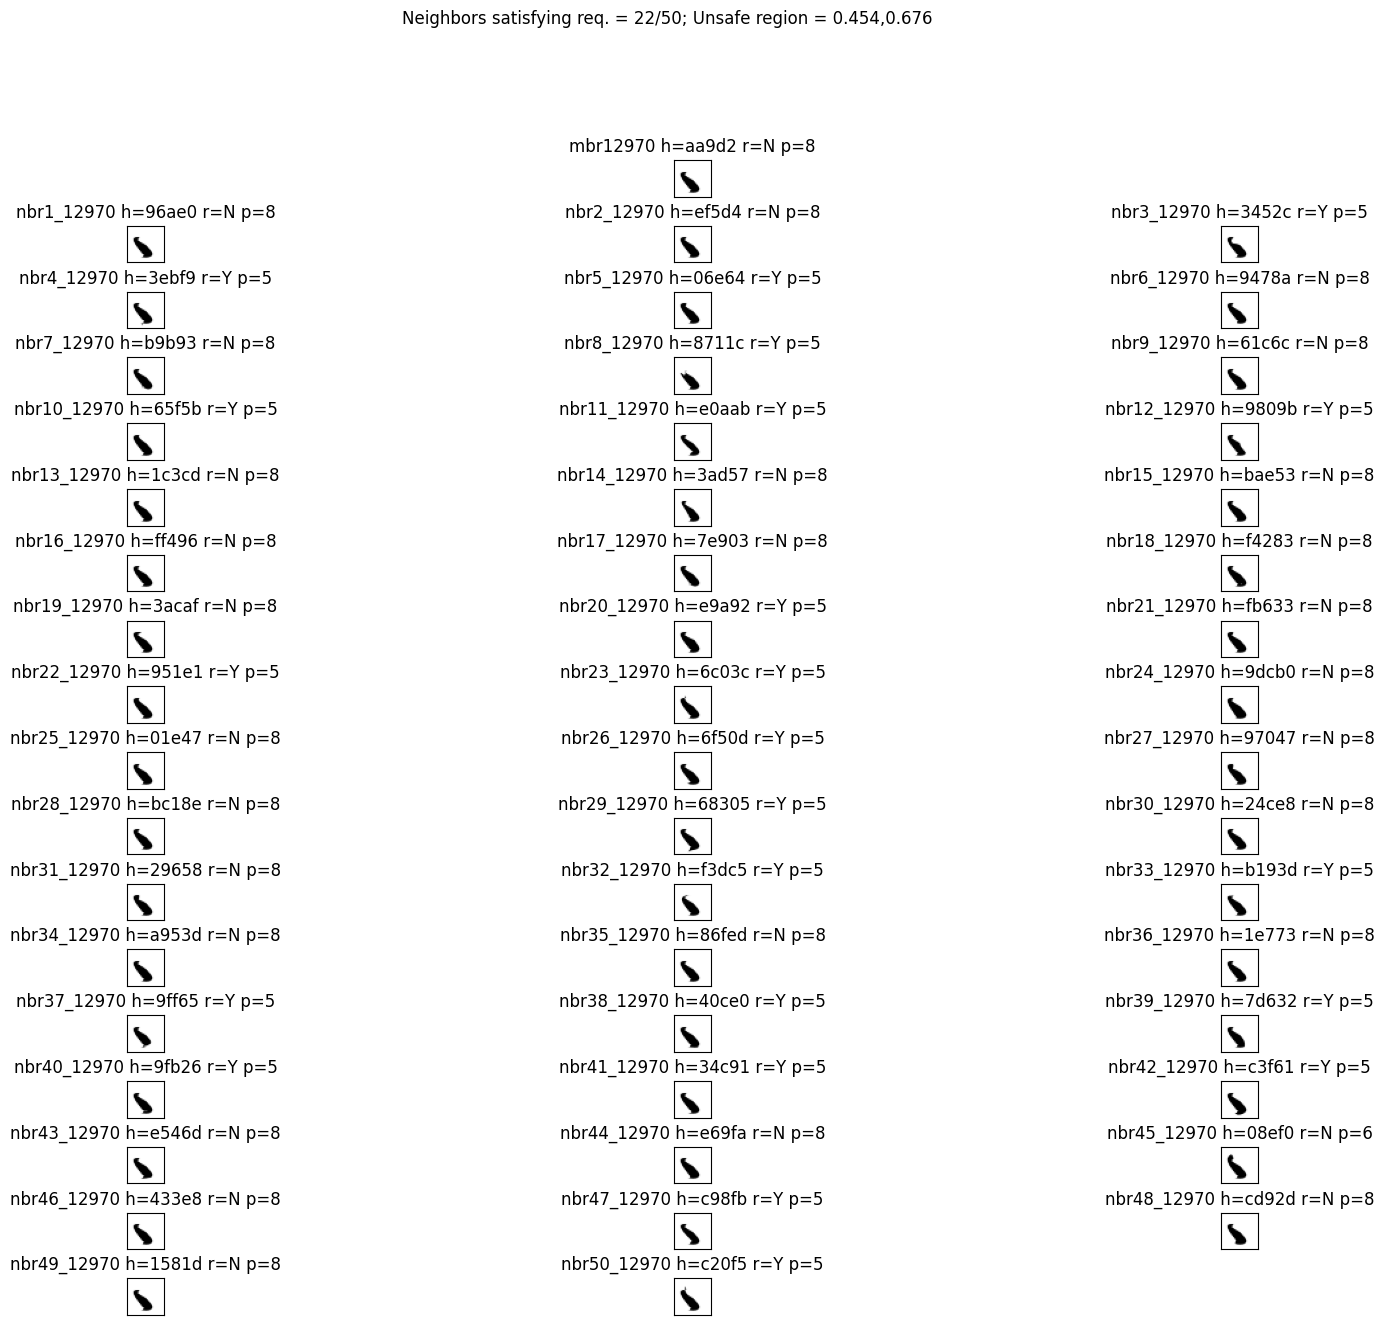 Neighbors satisfying req. = 22/50; Unsafe region = 0.454,0.676
mbr12970 h=aa9d2 r=N p=8
nbr1_12970 h=96ae0 r=N p=8 nbr2_12970 h=ef5d4 r=N p=8 nbr3_12970 h=3452c r=Y p=5
nbr4_12970 h=3ebf9 r=Y p=5 nbr5_12970 h=06e64 r=Y p=5 nbr6_12970 h=9478a r=N p=8
nbr7_12970 h=b9b93 r=N p=8 nbr8_12970 h=8711c r=Y p=5 nbr9_12970 h=61c6c r=N p=8
nbr10_12970 h=65f5b r=Y p=5 nbr11_12970 h=e0aab r=Y p=5 nbr12_12970 h=9809b r=Y p=5
nbr13_12970 h=1c3cd r=N p=8 nbr14_12970 h=3ad57 r=N p=8 nbr15_12970 h=bae53 r=N p=8
nbr16_12970 h=ff496 r=N p=8 nbr17_12970 h=7e903 r=N p=8 nbr18_12970 h=f4283 r=N p=8
nbr19_12970 h=3acaf r=N p=8 nbr20_12970 h=e9a92 r=Y p=5 nbr21_12970 h=fb633 r=N p=8
nbr22_12970 h=951e1 r=Y p=5 nbr23_12970 h=6c03c r=Y p=5 nbr24_12970 h=9dcb0 r=N p=8
nbr25_12970 h=01e47 r=N p=8 nbr26_12970 h=6f50d r=Y p=5 nbr27_12970 h=97047 r=N p=8
nbr28_12970 h=bc18e r=N p=8 nbr29_12970 h=68305 r=Y p=5 nbr30_12970 h=24ce8 r=N p=8
nbr31_12970 h=29658 r=N p=8 nbr32_12970 h=f3dc5 r=Y p=5 nbr33_12970 h=b193d r=Y p=5
nbr34_12970 h=a953d r=N p=8 nbr35_12970 h=86fed r=N p=8 nbr36_12970 h=1e773 r=N p=8
nbr37_12970 h=9ff65 r=Y p=5 nbr38_12970 h=40ce0 r=Y p=5 nbr39_12970 h=7d632 r=Y p=5
nbr40_12970 h=9fb26 r=Y p=5 nbr41_12970 h=34c91 r=Y p=5 nbr42_12970 h=c3f61 r=Y p=5
nbr43_12970 h=e546d r=N p=8 nbr44_12970 h=e69fa r=N p=8 nbr45_12970 h=08ef0 r=N p=6
nbr46_12970 h=433e8 r=N p=8 nbr47_12970 h=c98fb r=Y p=5 nbr48_12970 h=cd92d r=N p=8
nbr49_12970 h=1581d r=N p=8 nbr50_12970 h=c20f5 r=Y p=5